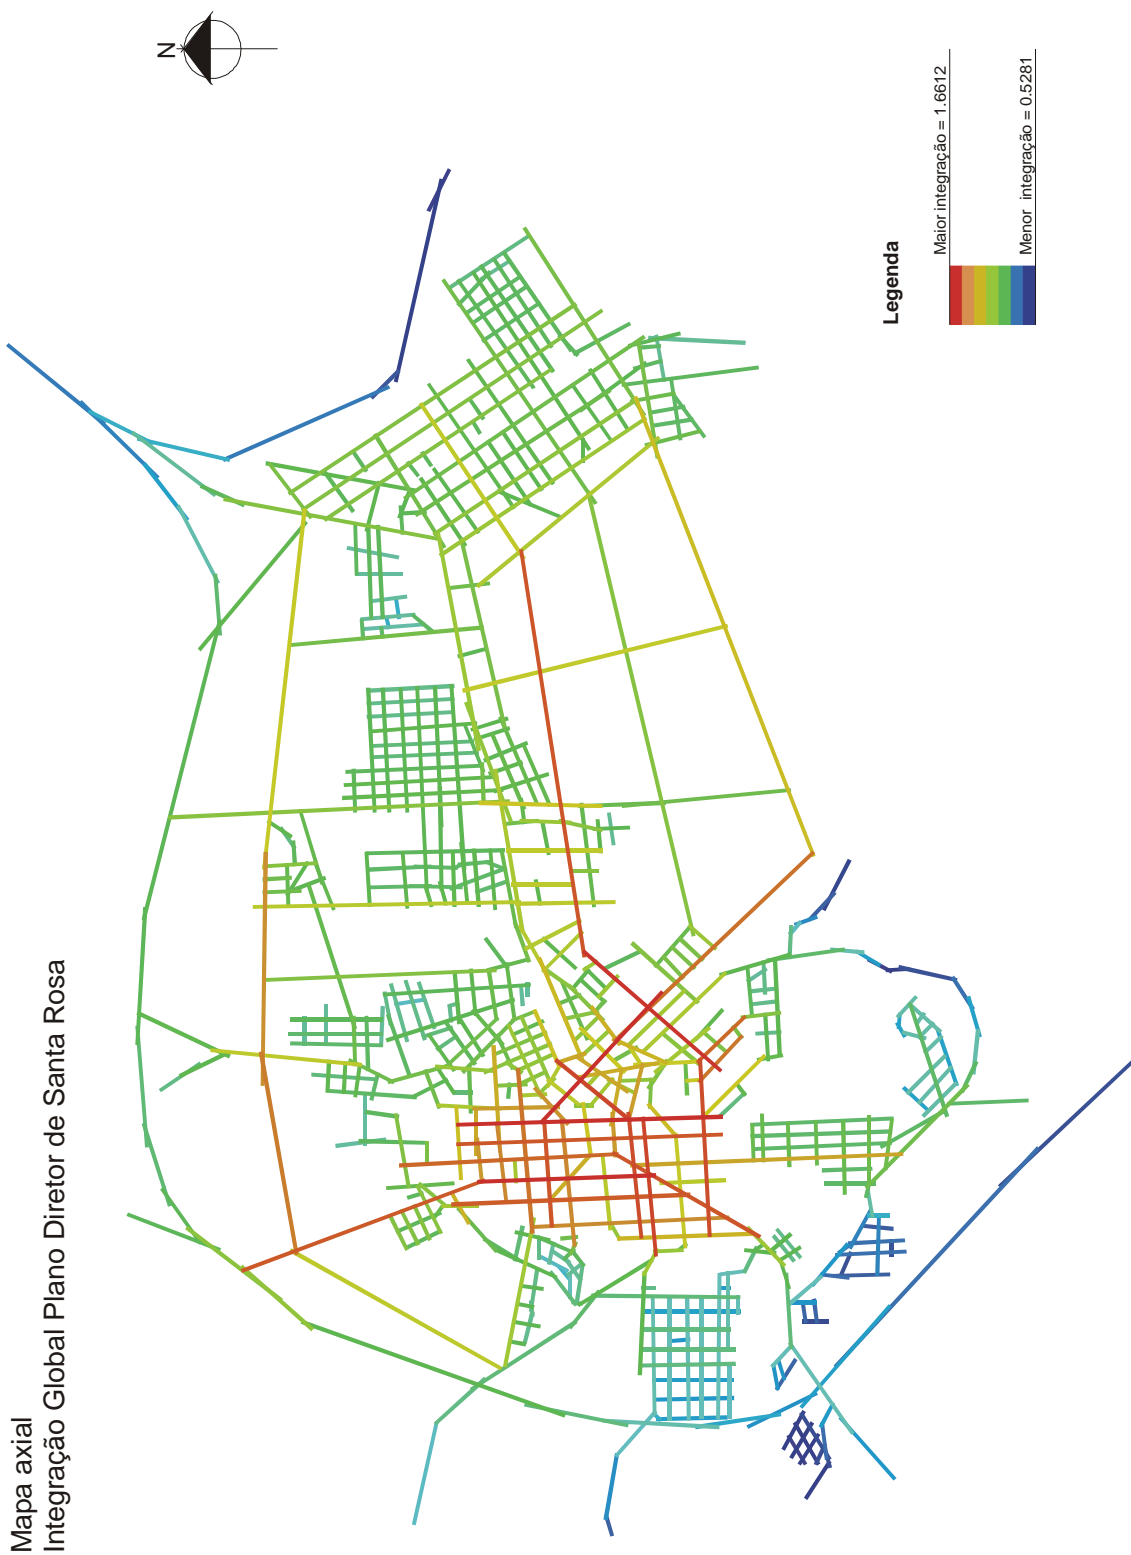 Mapa axial
Integração Global Plano Diretor de Santa Rosa
N
Legenda
Maior integração = 1.6612
Menor integração = 0.5281